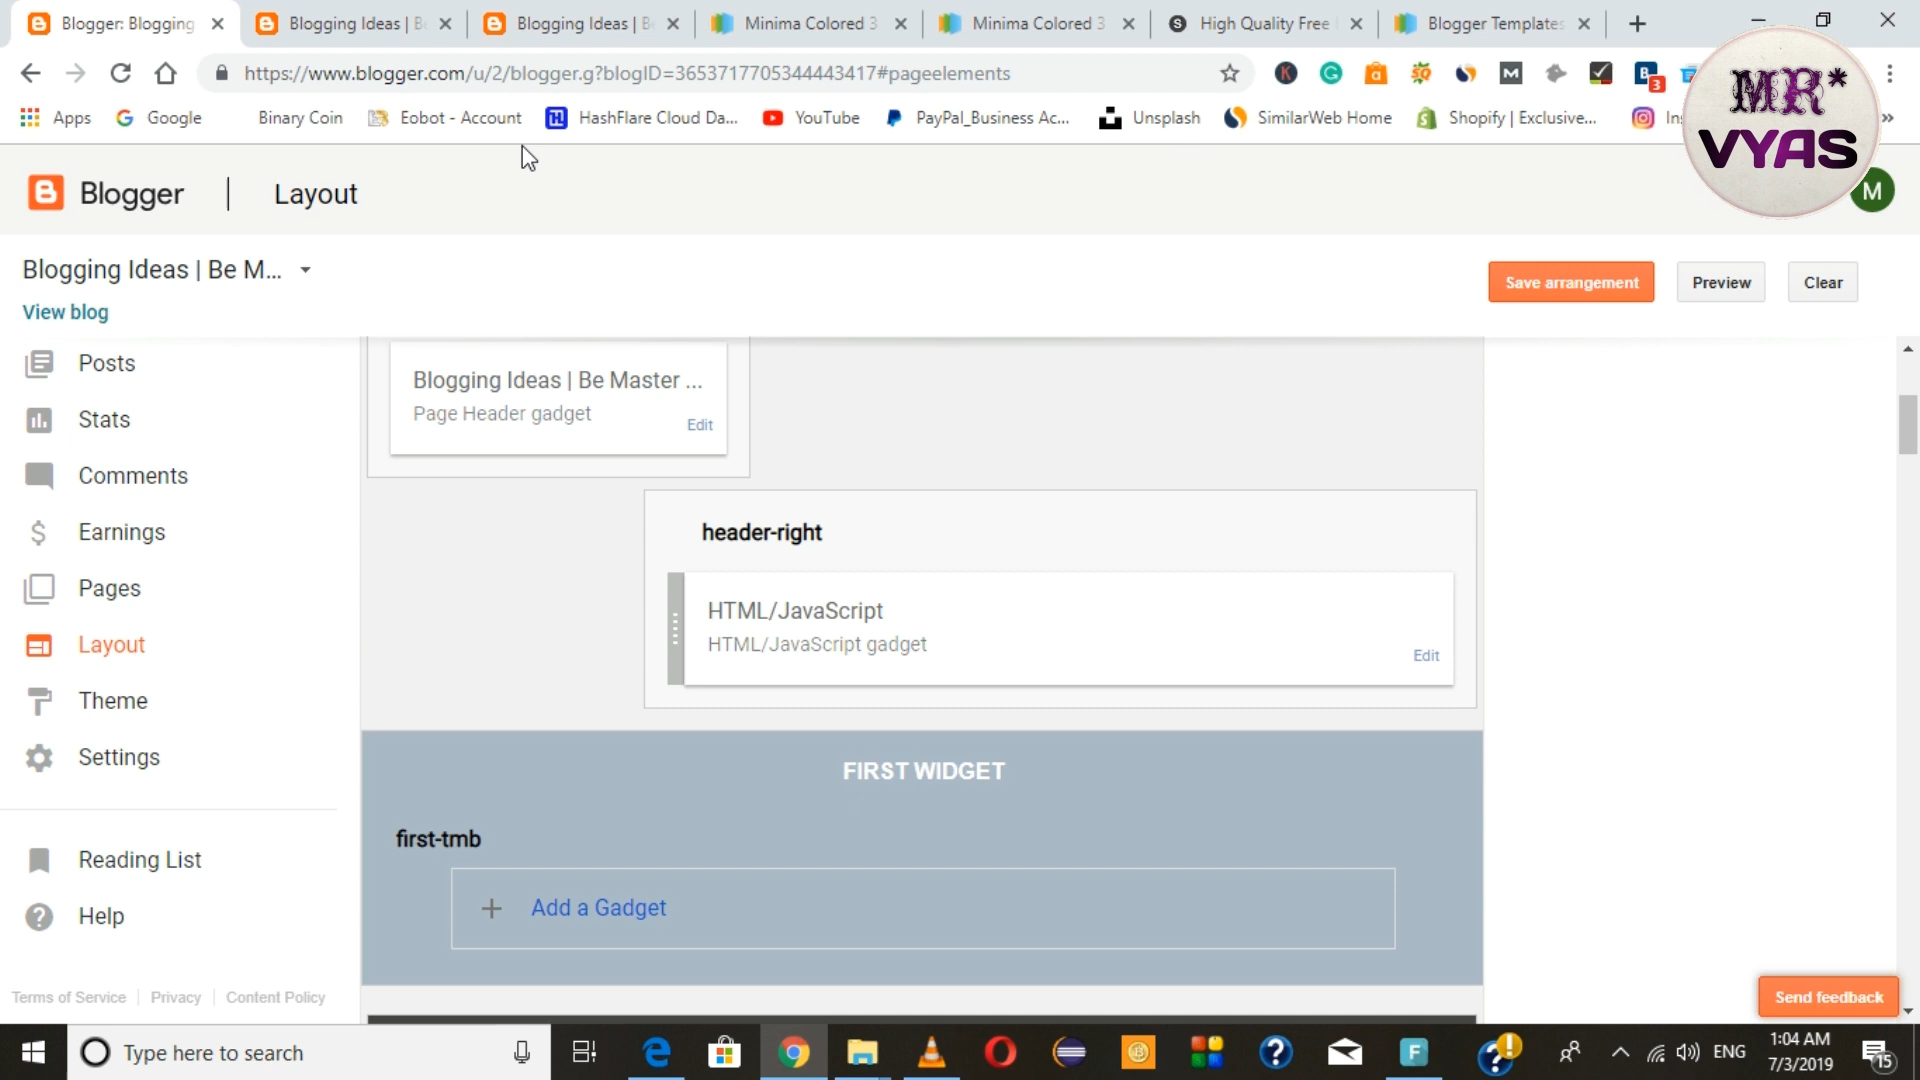 Blogger: Blogging
Blogging Ideas | Be
Blogging Ideas | Be
Minima Colored 3
Minima Colored 3
High Quality Free
Blogger Templates
https://www.blogger.com/u/2/blogger.g?blogID=3653717705344443417#pageelements
Apps
Google
Binary Coin
Eobot - Account
HashFlare Cloud Da...
YouTube
PayPal_Business Ac...
Unsplash
SimilarWeb Home
Shopify | Exclusive...
MR*
VYAS
Blogger
Layout
M
Blogging Ideas | Be M...
View blog
Save arrangement
Preview
Clear
Posts
Stats
Comments
Earnings
Pages
Layout
Theme
Settings
Reading List
Help
Terms of Service
Privacy
Content Policy
Blogging Ideas | Be Master ...
Page Header gadget
Edit
header-right
HTML/JavaScript
HTML/JavaScript gadget
Edit
FIRST WIDGET
first-tmb
Add a Gadget
Send feedback
Type here to search
ENG
1:04 AM
7/3/2019
15